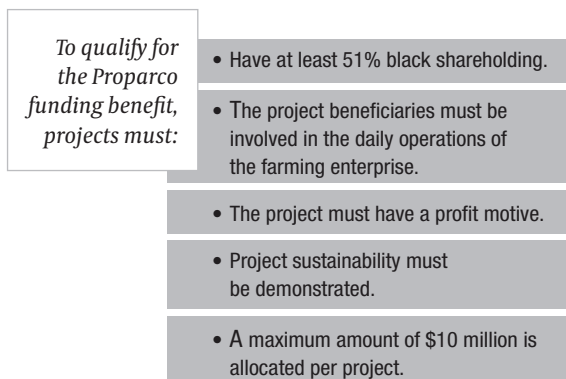 To qualify for
the Proparco
funding benefit,
projects must:
• Have at least 51% black shareholding.
• The project beneficiaries must be
involved in the daily operations of
the farming enterprise.
• The project must have a profit motive.
• Project sustainability must
be demonstrated.
• A maximum amount of $10 million is
allocated per project.